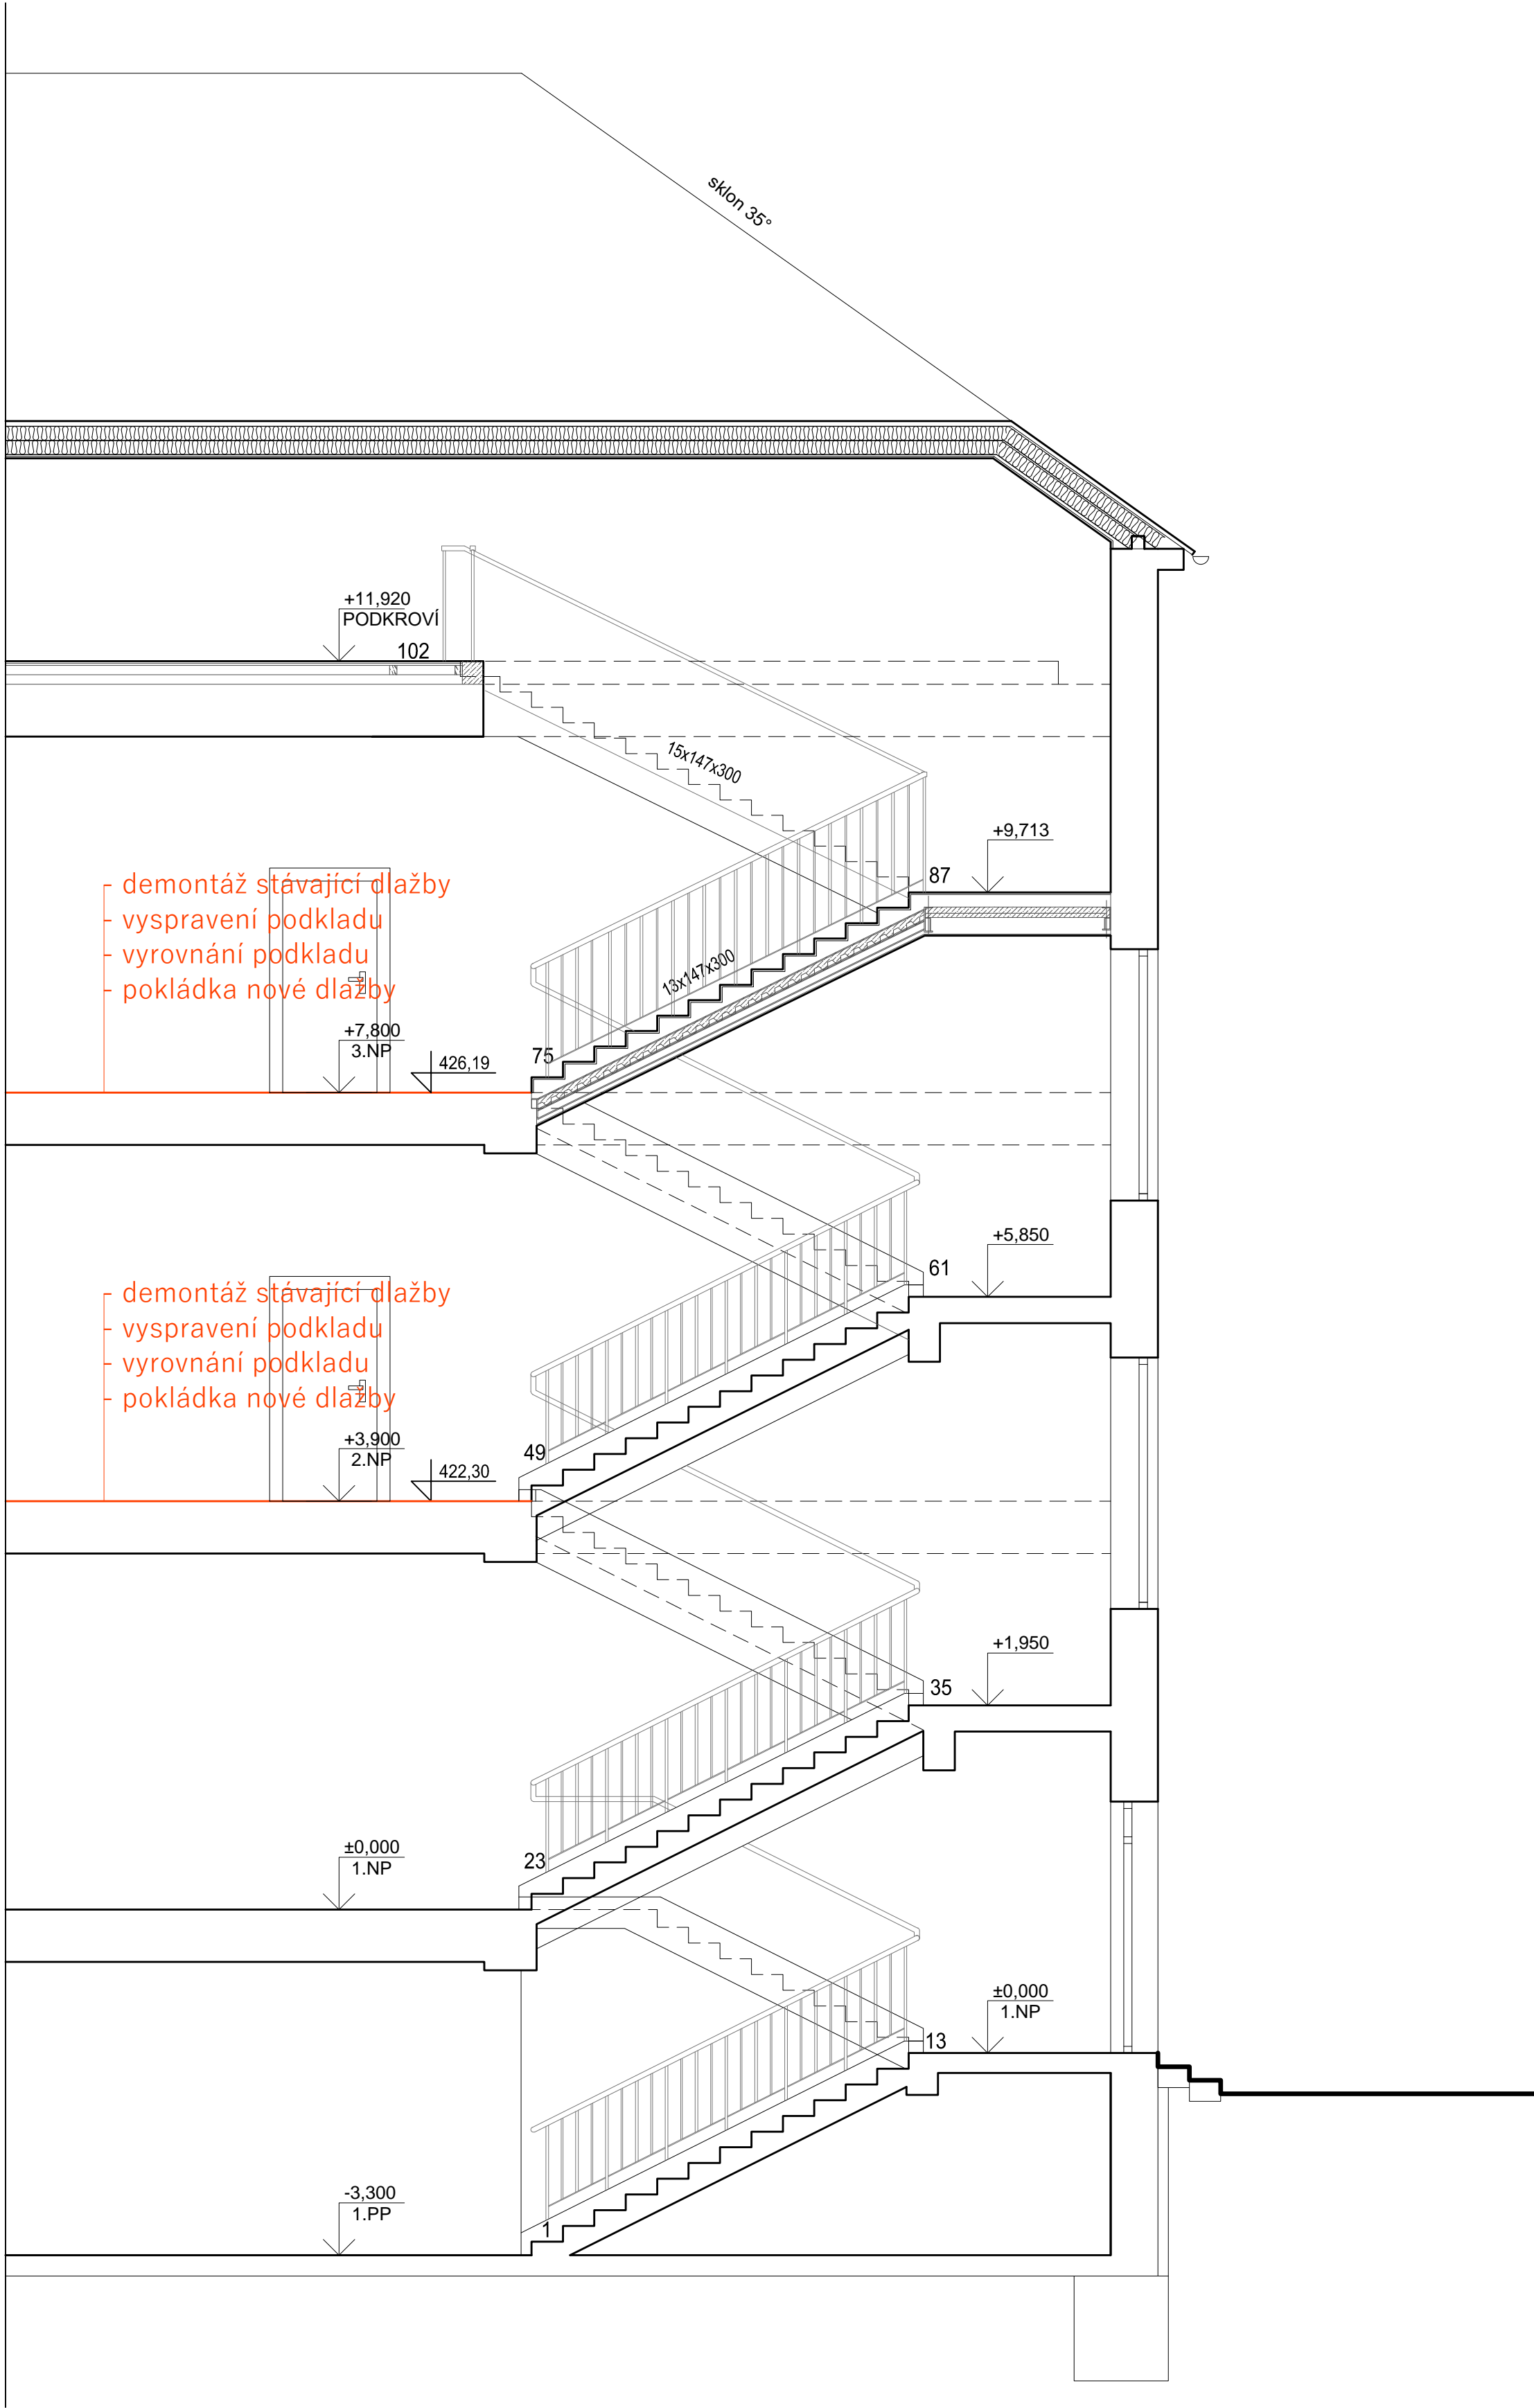 sklon 35°
+11,920
PODKROVÍ
102
15x147x300
+9,713
87
- demontáž stávající dlažby
- vyspravení podkladu
- vyrovnání podkladu
- pokládka nové dlažby
13x147x300
+7,800
3.NP
426,19
75
+5,850
61
- demontáž stávající dlažby
- vyspravení podkladu
- vyrovnání podkladu
- pokládka nové dlažby
+3,900
2.NP
422,30
49
+1,950
35
±0,000
1.NP
23
±0,000
1.NP
13
-3,300
1.PP
1